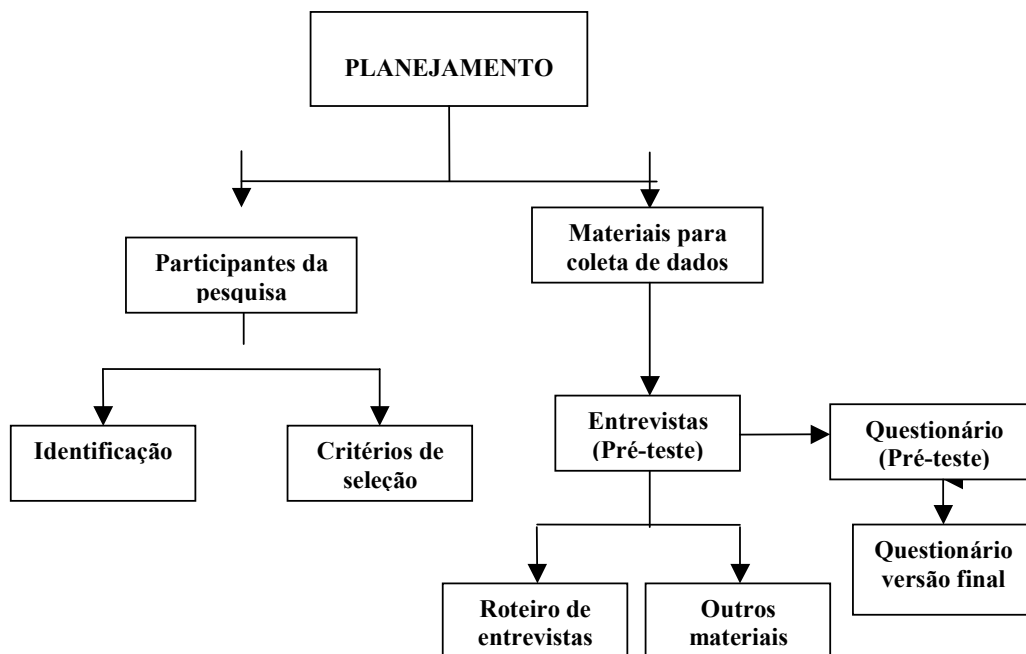 PLANEJAMENTO
Participantes da
pesquisa
Materiais para
coleta de dados
Identificação
Critérios de
seleção
Entrevistas
(Pré-teste)
Questionário
(Pré-teste)
Questionário
versão final
Roteiro de
entrevistas
Outros
materiais